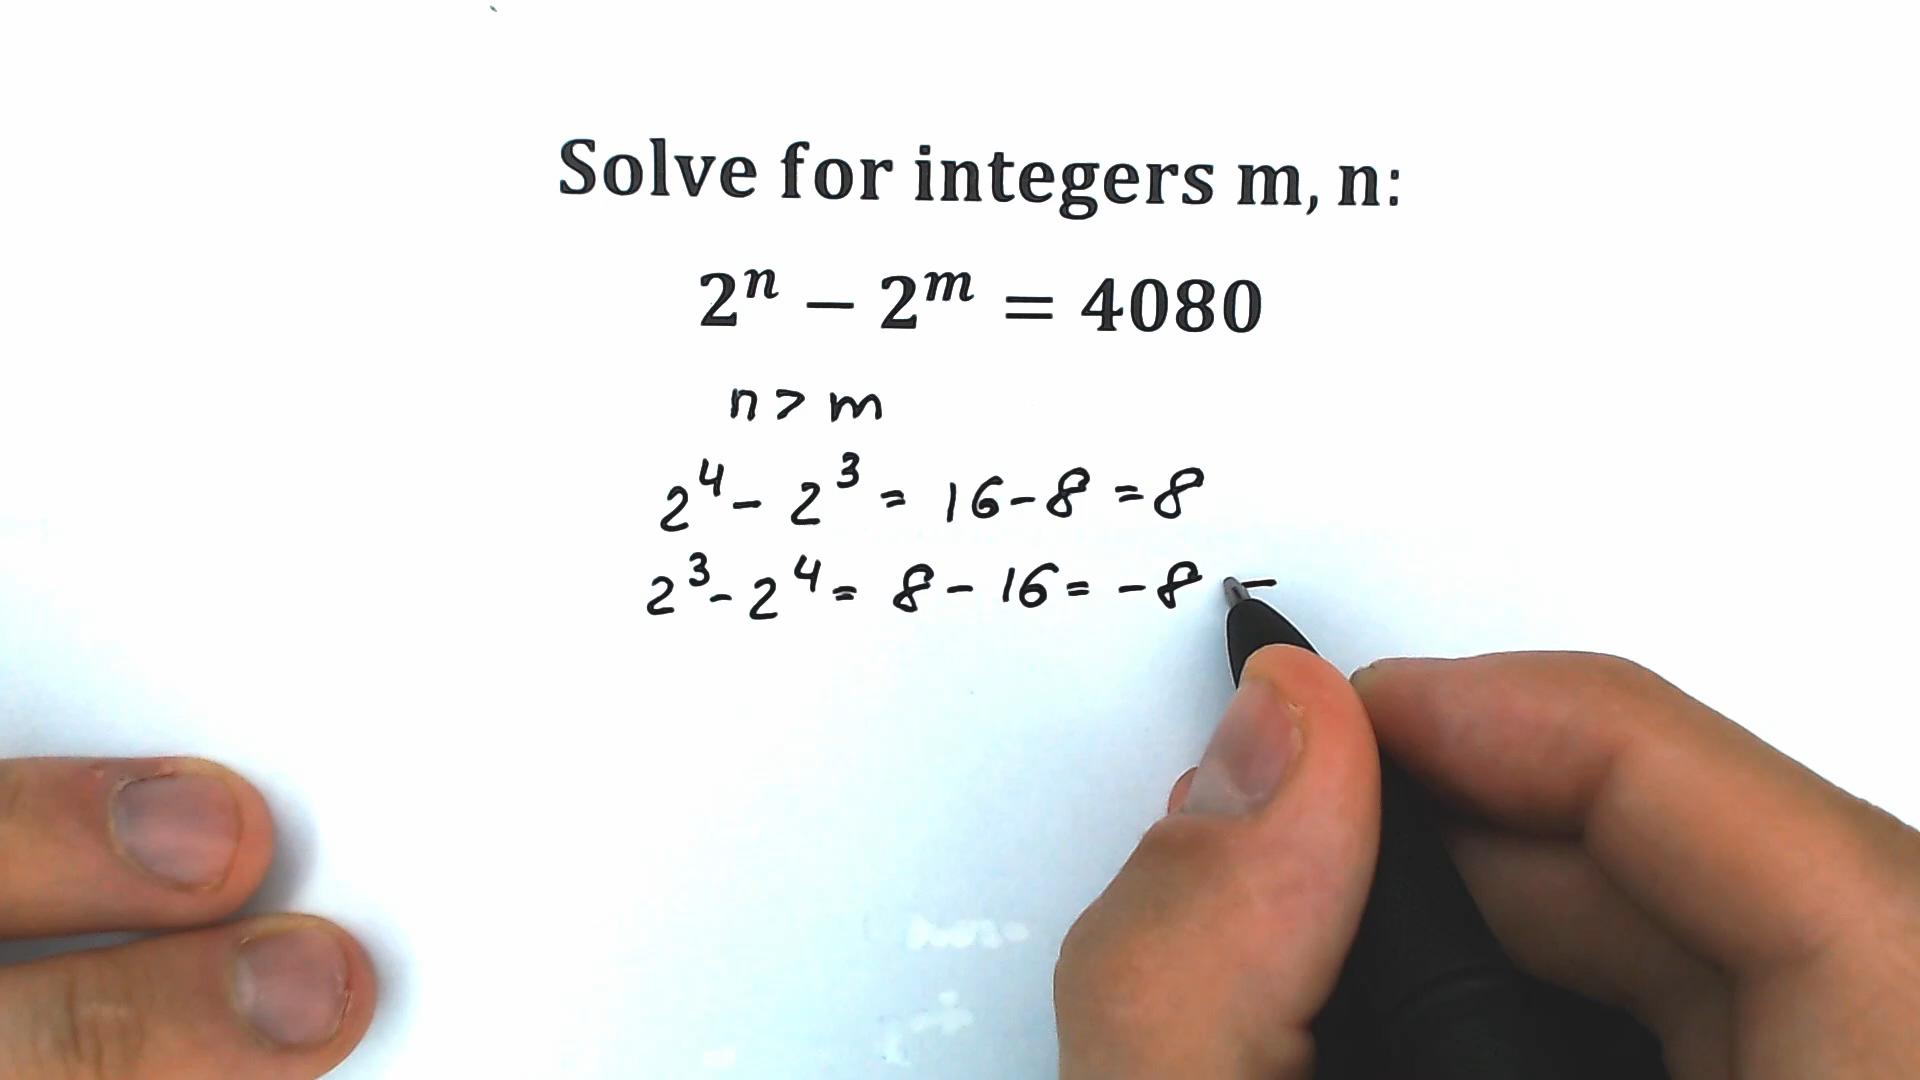 Solve for integers m, n:
2ⁿ − 2ᵐ = 4080
n > m
2⁴ - 2³ = 16 - 8 = 8
2³ - 2⁴ = 8 - 16 = -8